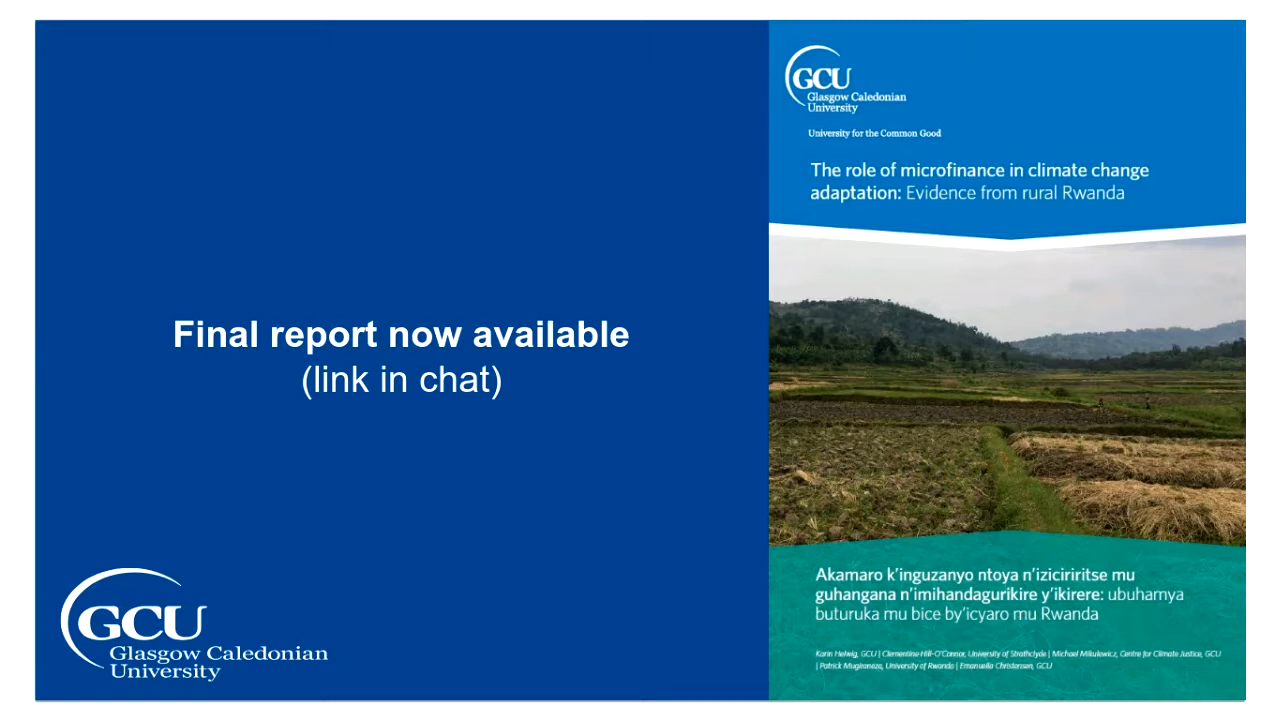 Final report now available
(link in chat)
GCU
Glasgow Caledonian
University
GCU
Glasgow Caledonian
University
University for the Common Good
The role of microfinance in climate change
adaptation: Evidence from rural Rwanda
Akamaro k'inguzanyo ntoya n'iziciriritse mu
guhangana n'imihandagurikire y'ikirere: ubuhamya
buturuka mu bice by'icyaro mu Rwanda
Karin Helwig, GCU | Clementine Hill-O'Connor, University of Strathclyde | Michael Mikulewicz, Centre for Climate Justice, GCU
| Patrick Mugiraneza, University of Rwanda | Emanuella Christensen, GCU